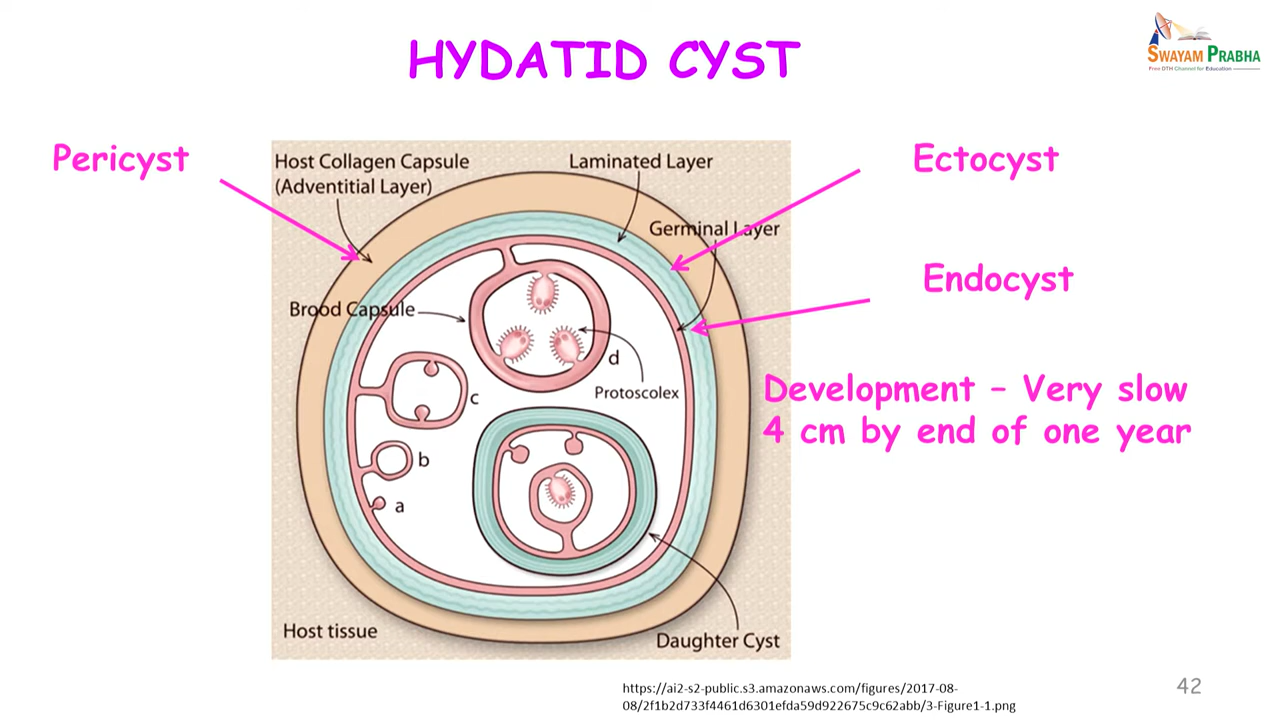 HYDATID CYST
SWAYAM PRABHA
Free DTH Channel for Education
Pericyst
Host Collagen Capsule
(Adventitial Layer)
Laminated Layer
Ectocyst
Germinal Layer
Endocyst
Brood Capsule
d
Protoscolex
c
Development – Very slow
4 cm by end of one year
b
a
Host tissue
Daughter Cyst
https://ai2-s2-public.s3.amazonaws.com/figures/2017-08-
08/2f1b2d733f4461d6301efda59d922675c9c62abb/3-Figure1-1.png
42